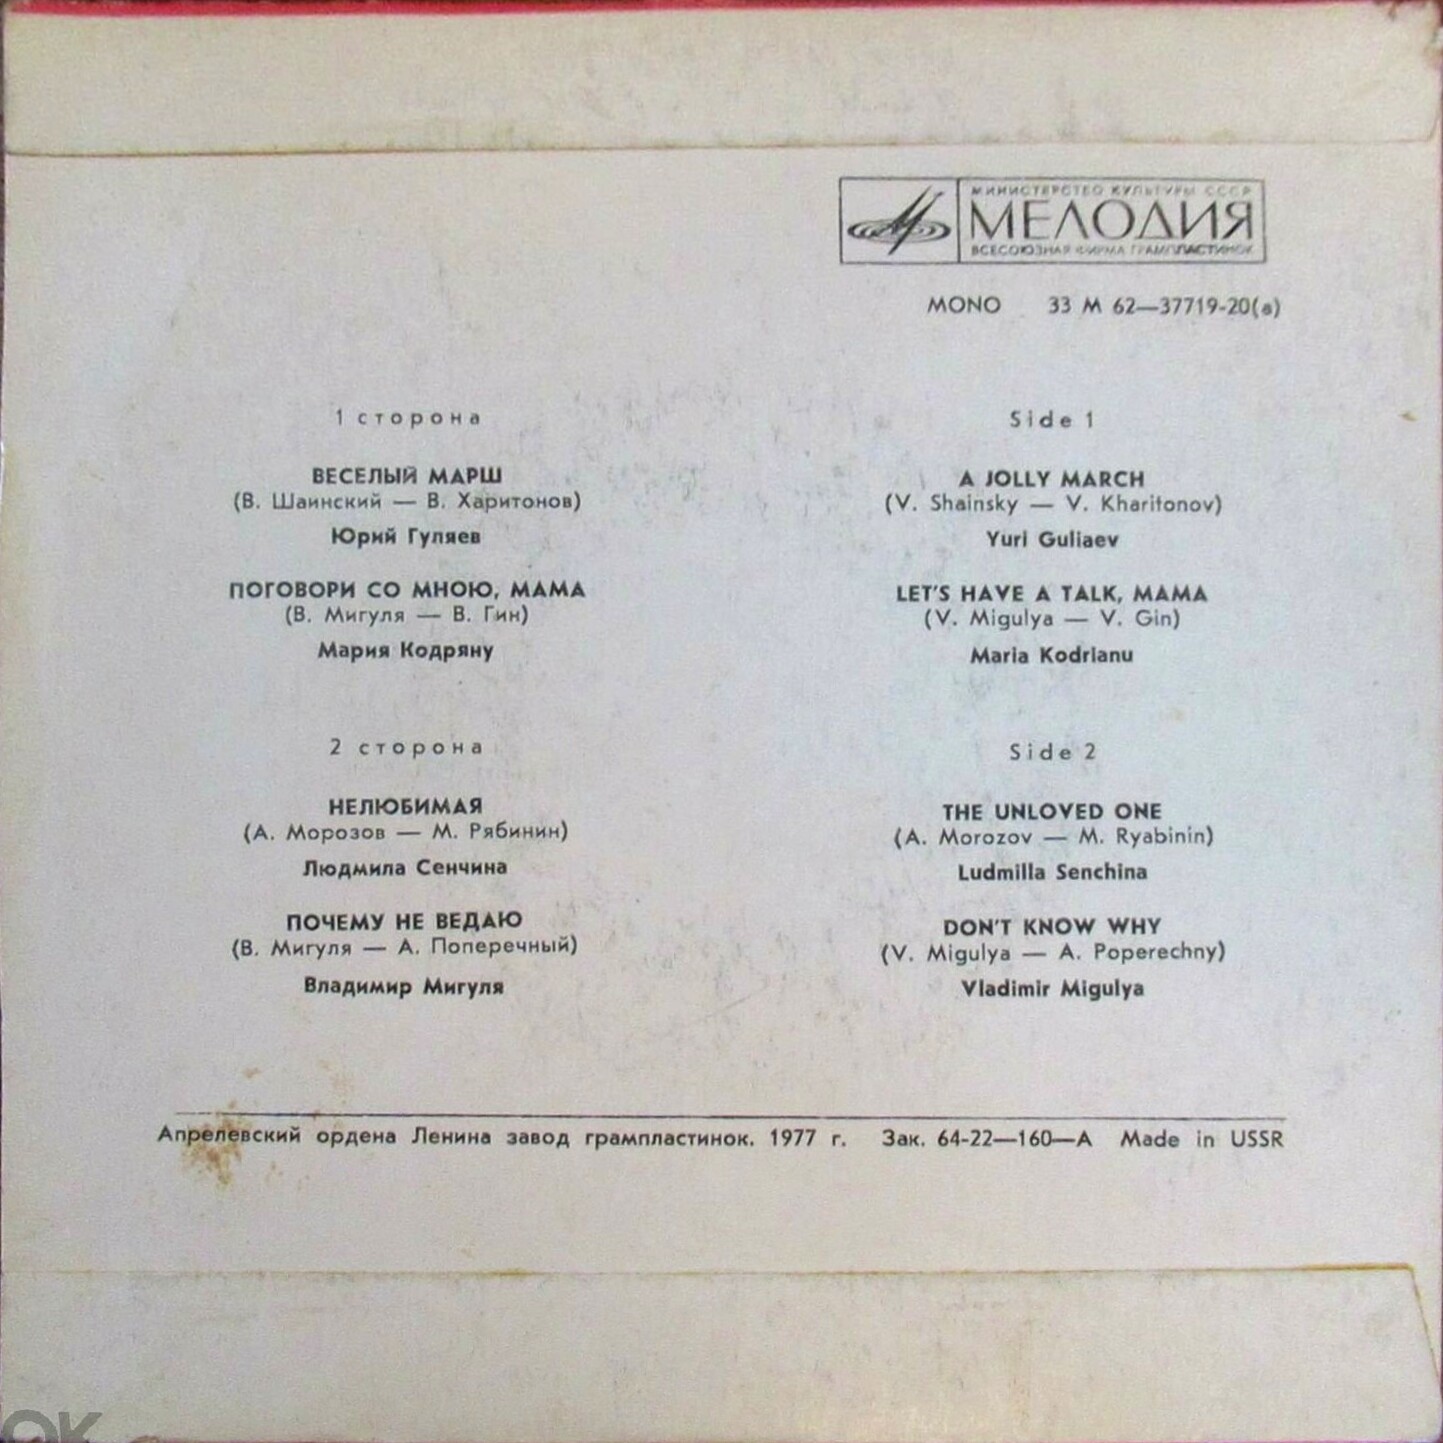 МИНИСТЕРСТВО КУЛЬТУРЫ СССР
МЕЛОДИЯ
ВСЕСОЮЗНАЯ ФИРМА ГРАМПЛАСТИНОК
MONO 33 М 62—37719-20(а)
1 сторона
ВЕСЕЛЫЙ МАРШ
(В. Шаинский — В. Харитонов)
Юрий Гуляев
ПОГОВОРИ СО МНОЮ, МАМА
(В. Мигуля — В. Гин)
Мария Кодряну
2 сторона
НЕЛЮБИМАЯ
(А. Морозов — М. Рябинин)
Людмила Сенчина
ПОЧЕМУ НЕ ВЕДАЮ
(В. Мигуля — А. Поперечный)
Владимир Мигуля
Side 1
A JOLLY MARCH
(V. Shainsky — V. Kharitonov)
Yuri Guliaev
LET'S HAVE A TALK, MAMA
(V. Migulya — V. Gin)
Maria Kodrianu
Side 2
THE UNLOVED ONE
(A. Morozov — M. Ryabinin)
Ludmilla Senchina
DON'T KNOW WHY
(V. Migulya — A. Poperechny)
Vladimir Migulya
Апрелевский ордена Ленина завод грампластинок. 1977 г. Зак. 64-22—160—А Made in USSR
OK